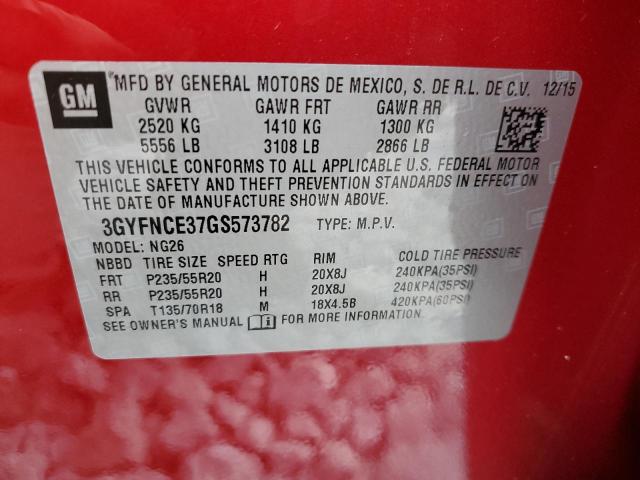 GM
®MFD BY GENERAL MOTORS DE MEXICO, S. DE R.L. DE C.V. 12/15
GVWR GAWR FRT GAWR RR
2520 KG 1410 KG 1300 KG
5556 LB 3108 LB 2866 LB
THIS VEHICLE CONFORMS TO ALL APPLICABLE U.S. FEDERAL MOTOR
VEHICLE SAFETY AND THEFT PREVENTION STANDARDS IN EFFECT ON
THE DATE OF MANUFACTURE SHOWN ABOVE.
3GYFNCE37GS573782 TYPE: M.P.V.
MODEL: NG26
NBBD TIRE SIZE SPEED RTG RIM COLD TIRE PRESSURE
FRT P235/55R20 H 20X8J 240KPA(35PSI)
RR P235/55R20 H 20X8J 240KPA(35PSI)
SPA T135/70R18 M 18X4.5B 420KPA(60PSI)
SEE OWNER'S MANUAL FOR MORE INFORMATION.